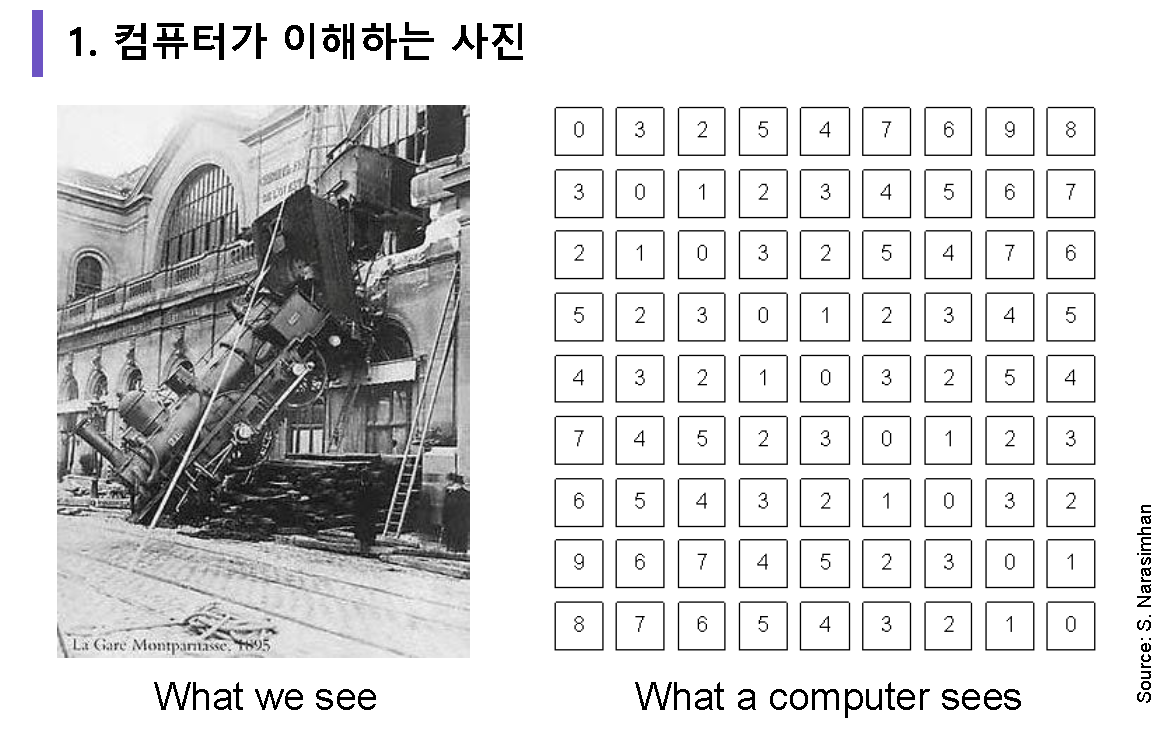 1. 컴퓨터가 이해하는 사진
0 3 2 5 4 7 6 9 8
3 0 1 2 3 4 5 6 7
2 1 0 3 2 5 4 7 6
5 2 3 0 1 2 3 4 5
4 3 2 1 0 3 2 5 4
7 4 5 2 3 0 1 2 3
6 5 4 3 2 1 0 3 2
9 6 7 4 5 2 3 0 1
8 7 6 5 4 3 2 1 0
La Gare Montparnasse, 1895
What we see
What a computer sees
Source: S. Narasimhan